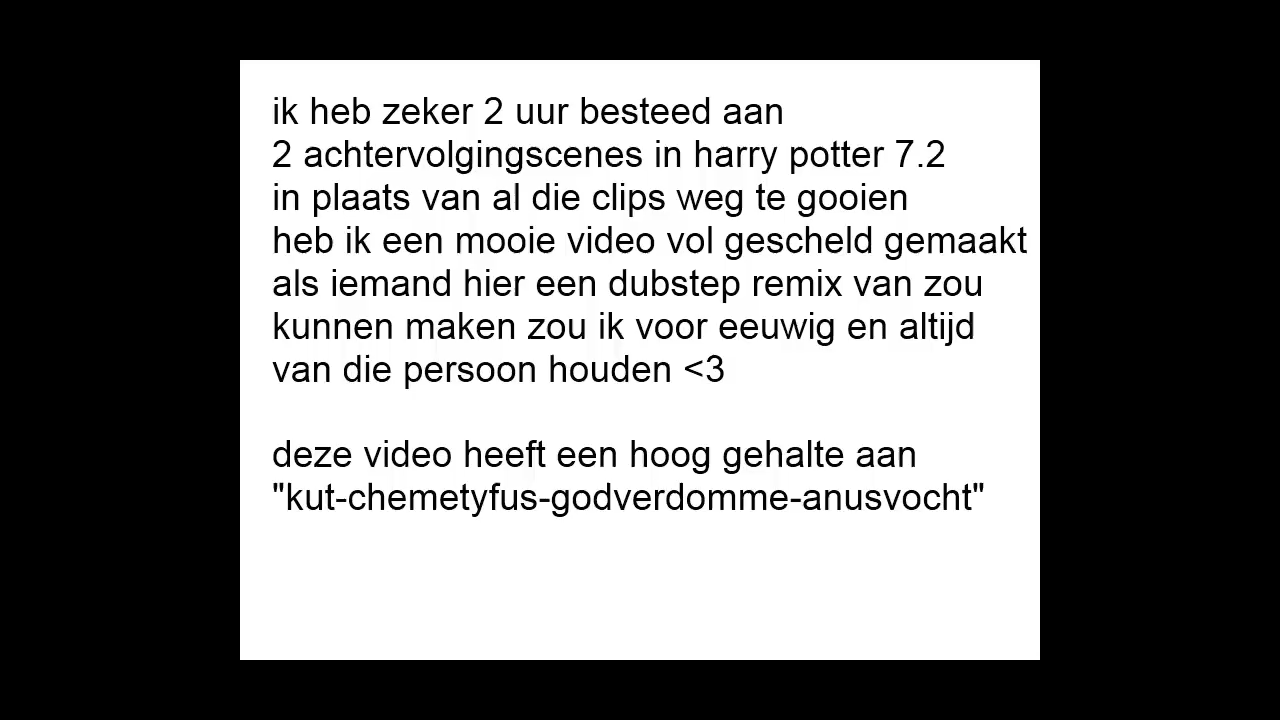 ik heb zeker 2 uur besteed aan
2 achtervolgingscenes in harry potter 7.2
in plaats van al die clips weg te gooien
heb ik een mooie video vol gescheld gemaakt
als iemand hier een dubstep remix van zou
kunnen maken zou ik voor eeuwig en altijd
van die persoon houden <3
deze video heeft een hoog gehalte aan
"kut-chemetyfus-godverdomme-anusvocht"